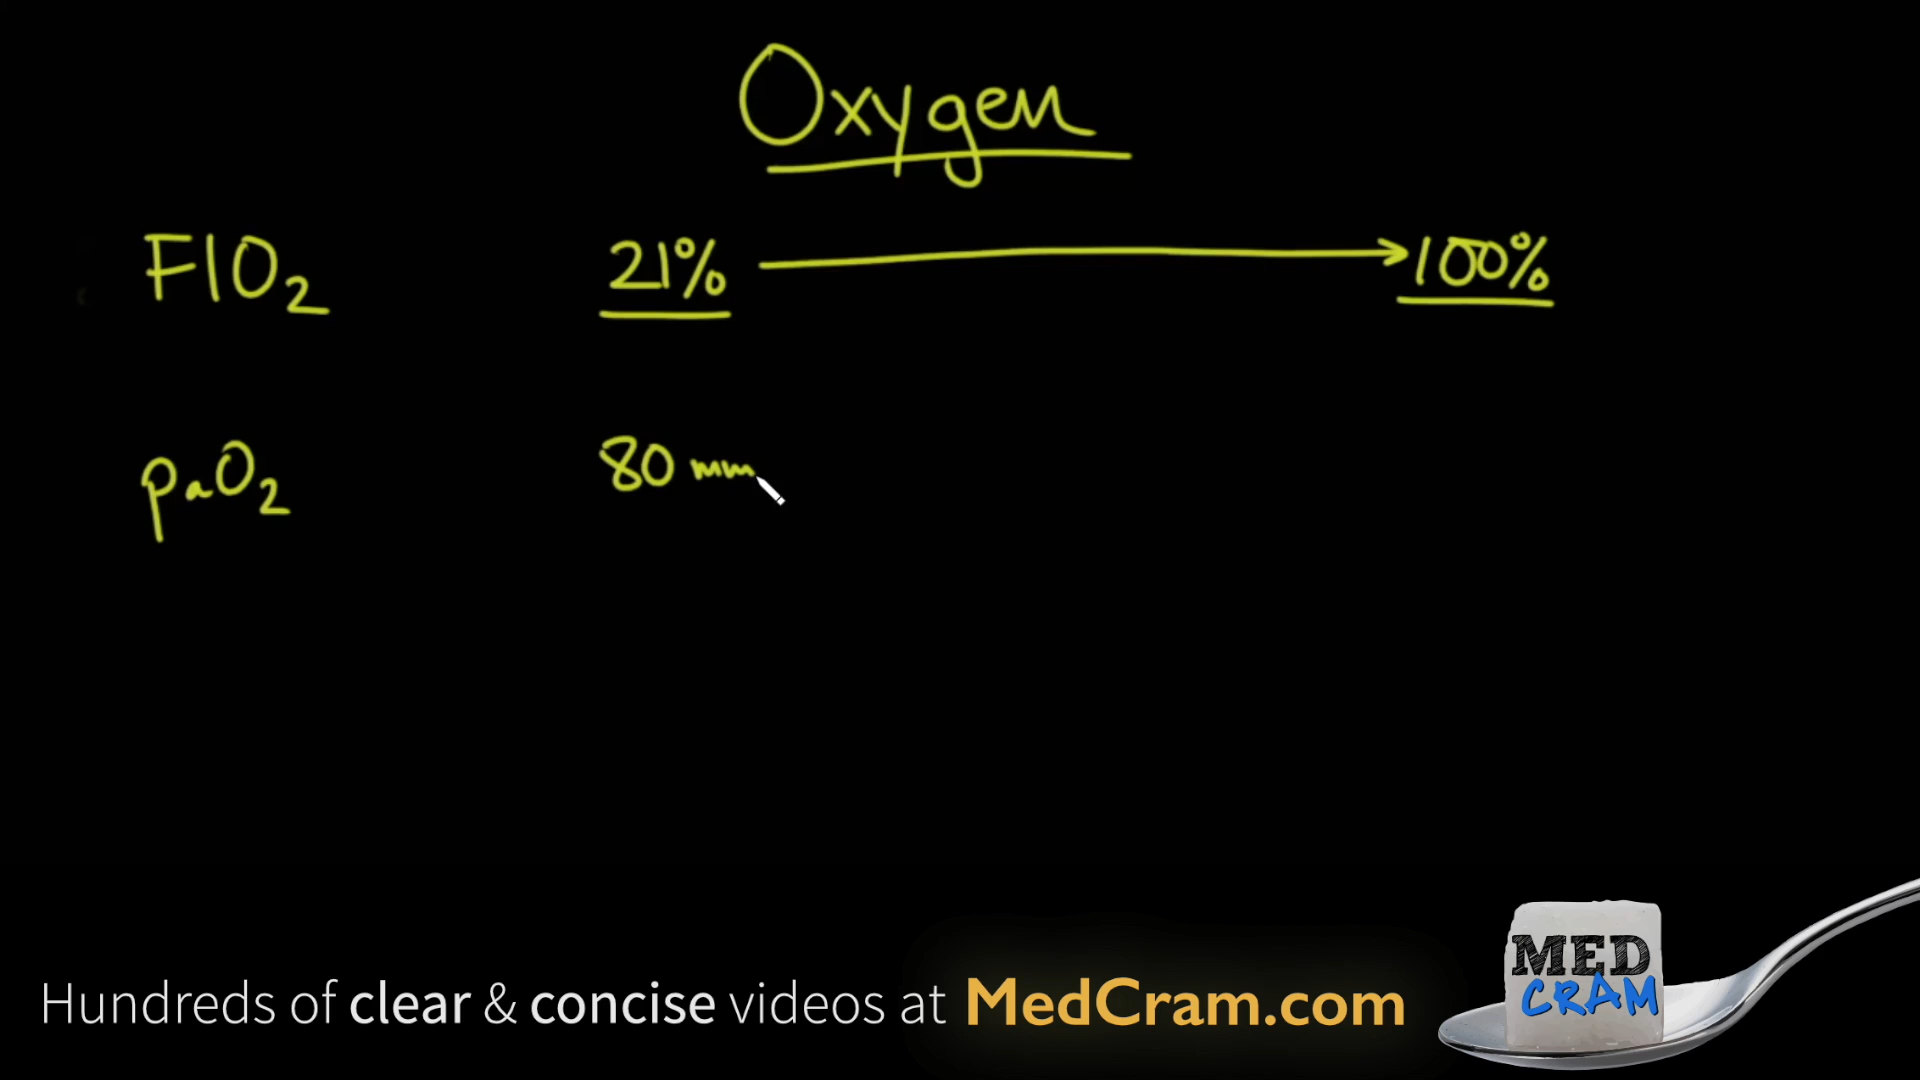 Oxygen
FIO2 21% → 100%
paO2 80 mm
Hundreds of clear & concise videos at MedCram.com
MED
CRAM